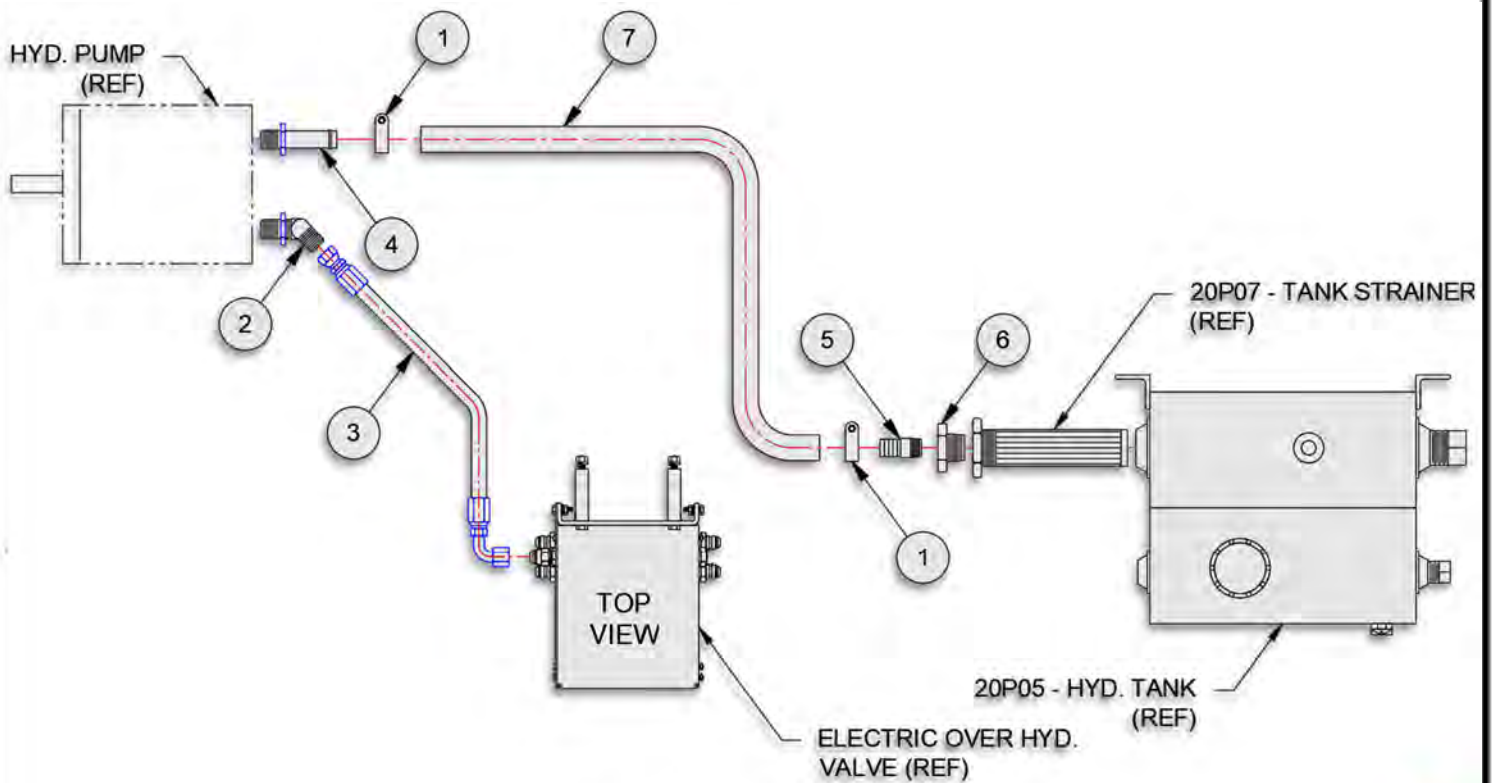 1
7
HYD. PUMP
(REF)
4
2
20P07 - TANK STRAINER
(REF)
5
6
3
1
TOP
VIEW
20P05 - HYD. TANK
(REF)
ELECTRIC OVER HYD.
VALVE (REF)